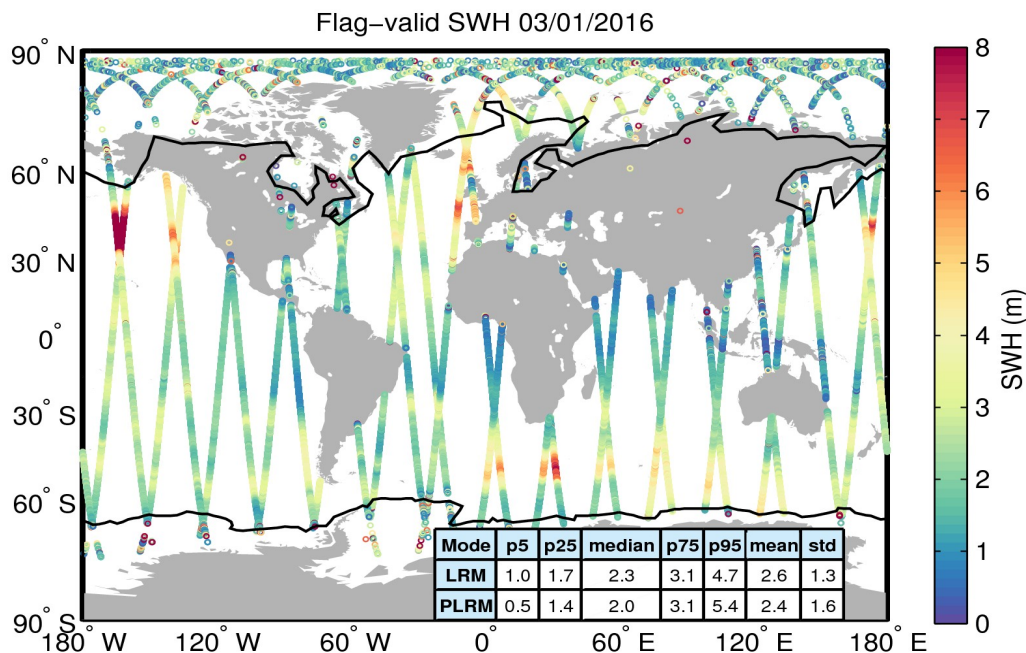 Flag−valid SWH 03/01/2016
90° N
60° N
30° N
0°
30° S
60° S
90° S
180° W
120° W
60° W
0°
60° E
120° E
180° E
Mode p5 p25 median p75 p95 mean std
LRM 1.0 1.7 2.3 3.1 4.7 2.6 1.3
PLRM 0.5 1.4 2.0 3.1 5.4 2.4 1.6
8
7
6
5
4
3
2
1
0
SWH (m)